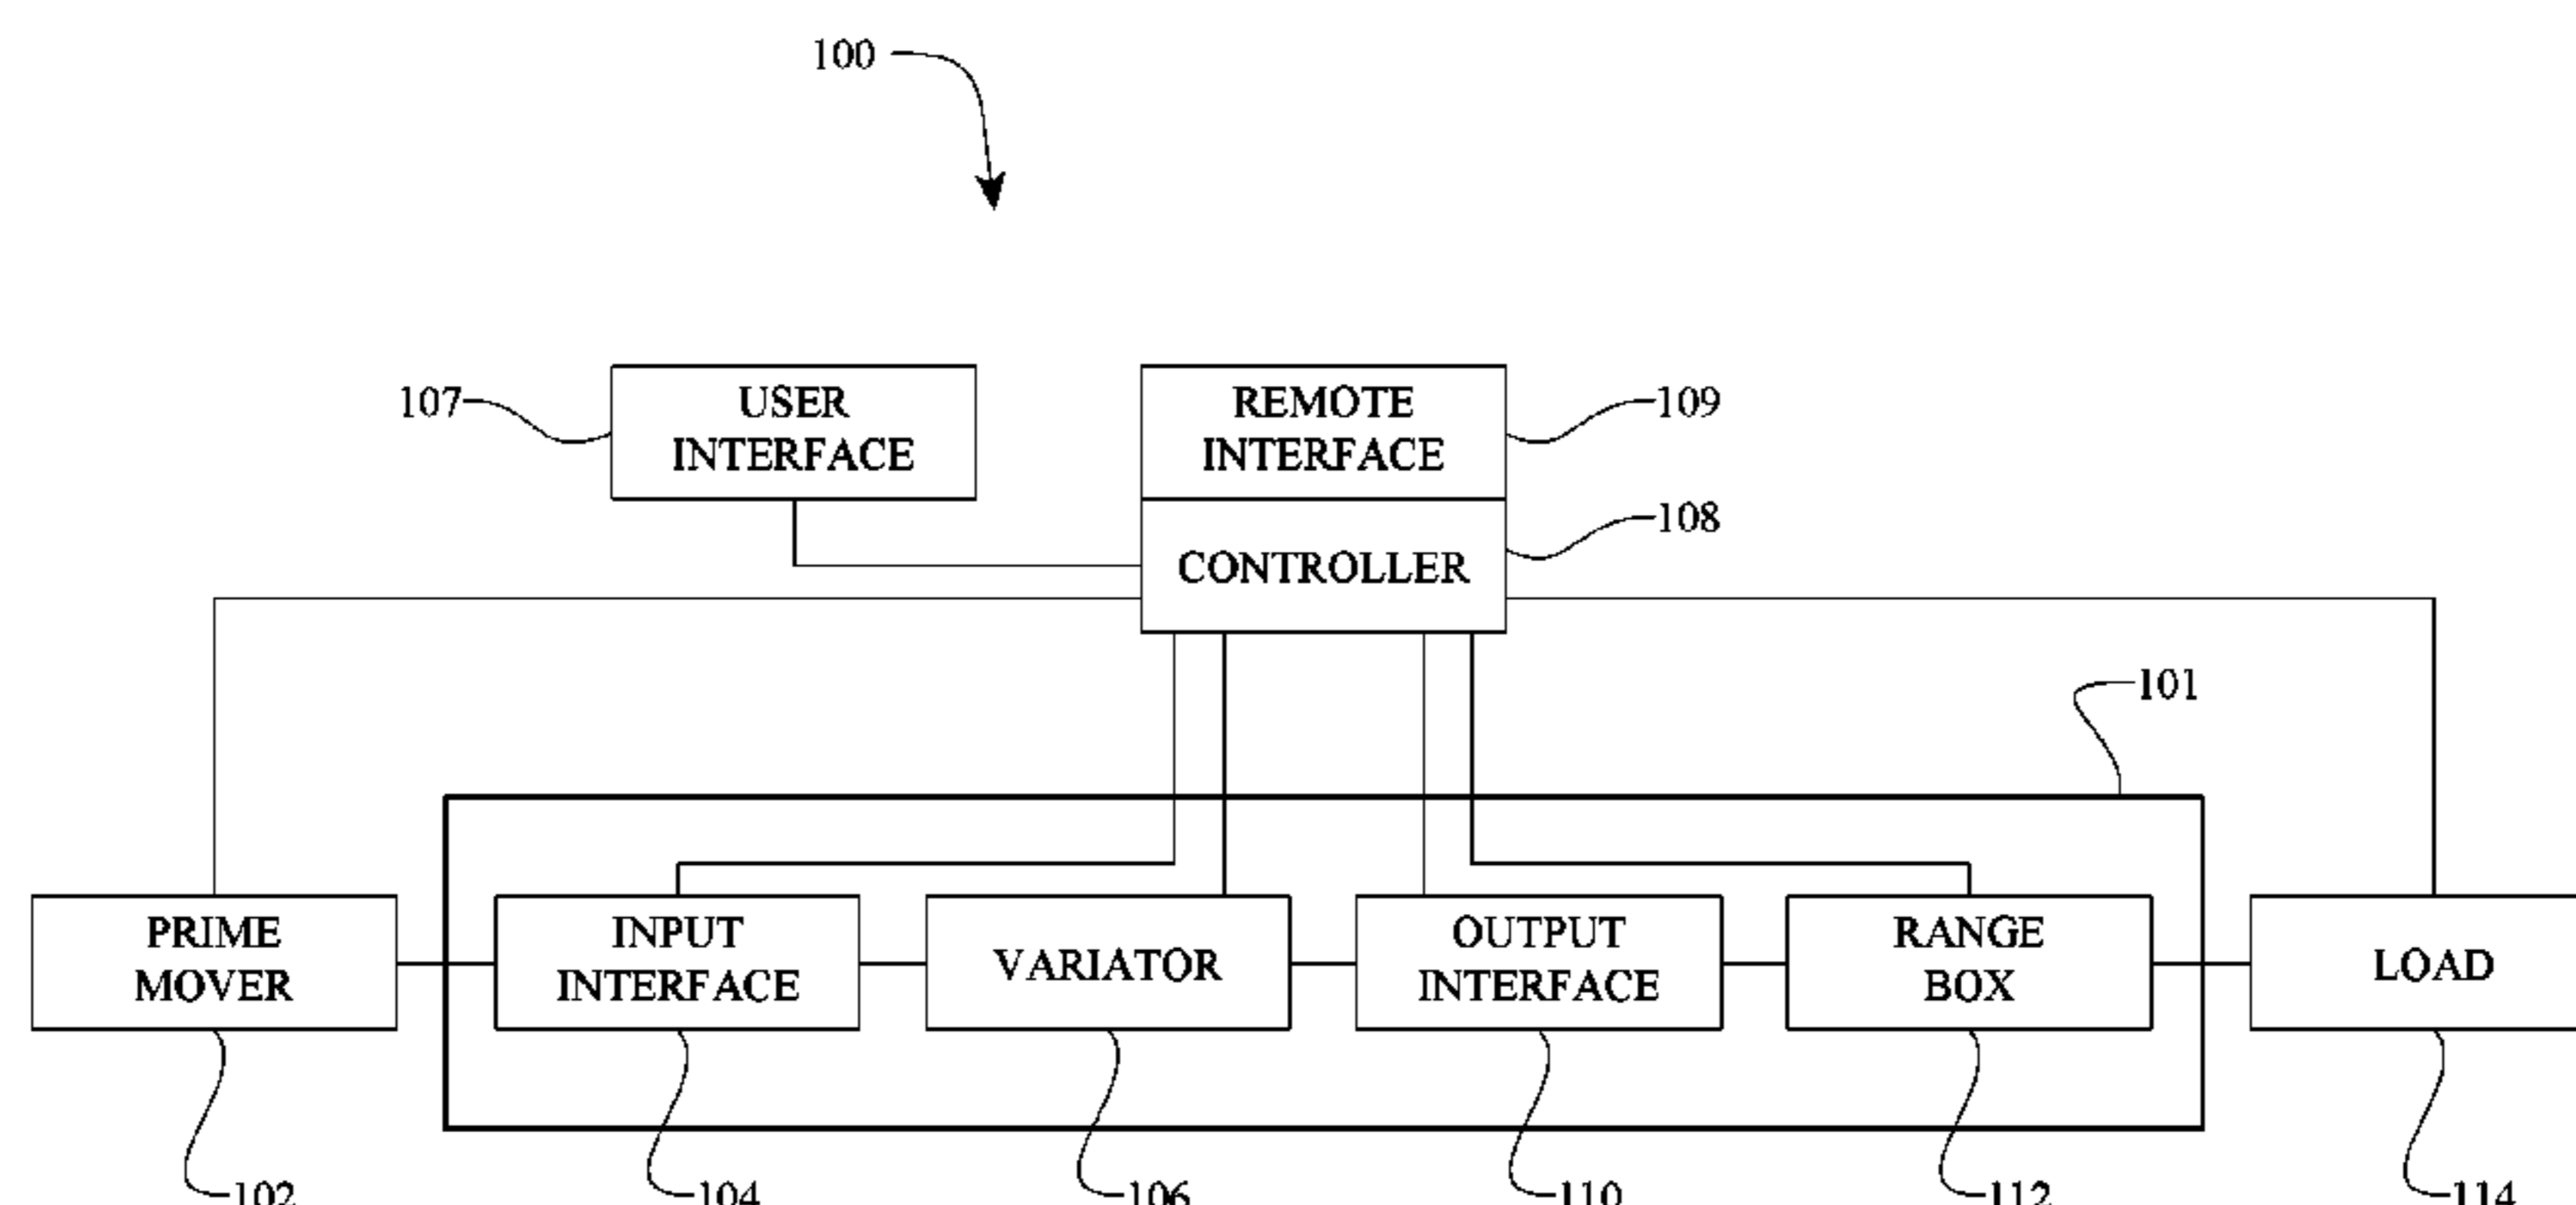 100
107
USER
INTERFACE
REMOTE
INTERFACE
109
CONTROLLER
108
101
PRIME
MOVER
INPUT
INTERFACE
VARIATOR
OUTPUT
INTERFACE
RANGE
BOX
LOAD
102
104
106
110
112
114